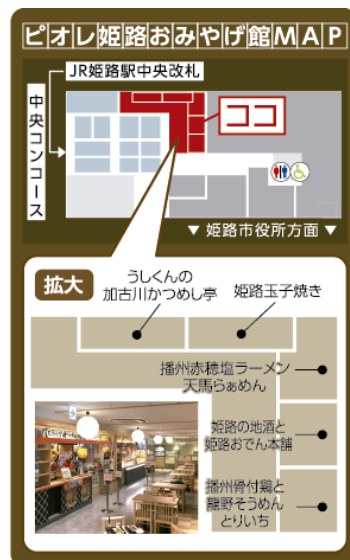 ピオレ姫路おみやげ館MAP
JR姫路駅中央改札
中央コンコース
ココ
▼ 姫路市役所方面 ▼
拡大
うしくんの
加古川かつめし亭
姫路玉子焼き
播州赤穂塩ラーメン
天馬らぁめん
姫路の地酒と
姫路おでん本舗
播州骨付鶏と
龍野そうめん
とりいち